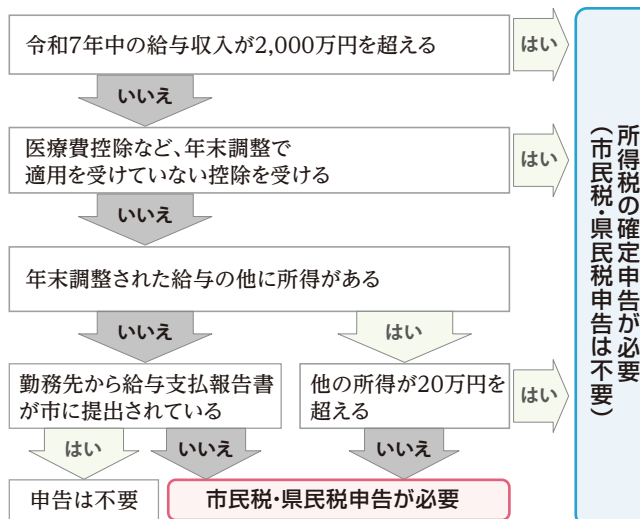 令和7年中の給与収入が2,000万円を超える
はい
いいえ
医療費控除など、年末調整で
適用を受けていない控除を受ける
はい
いいえ
年末調整された給与の他に所得がある
いいえ
はい
勤務先から給与支払報告書
が市に提出されている
他の所得が20万円を
超える
はい
はい
いいえ
いいえ
申告は不要
市民税・県民税申告が必要
所得税の確定申告が必要
(市民税・県民税申告は不要)